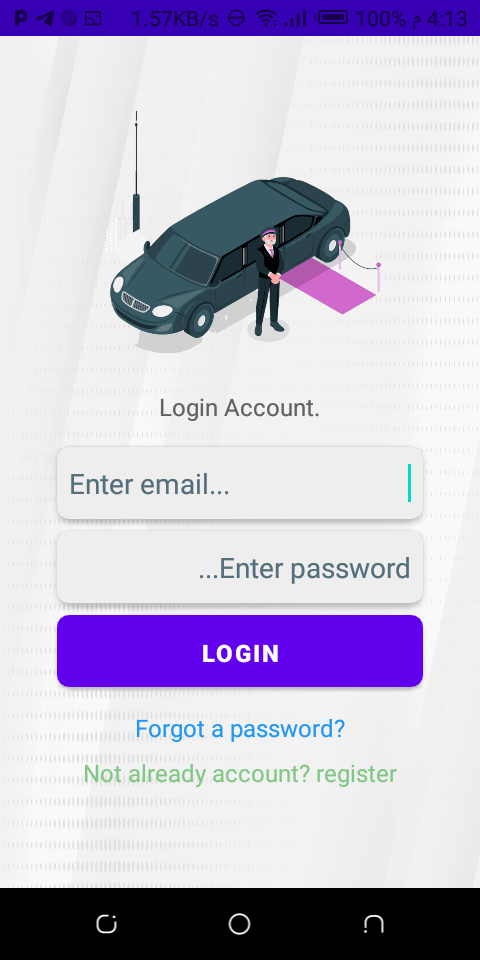 1.57KB/s 100% م 4:13
Login Account.
Enter email...
...Enter password
LOGIN
Forgot a password?
Not already account? register